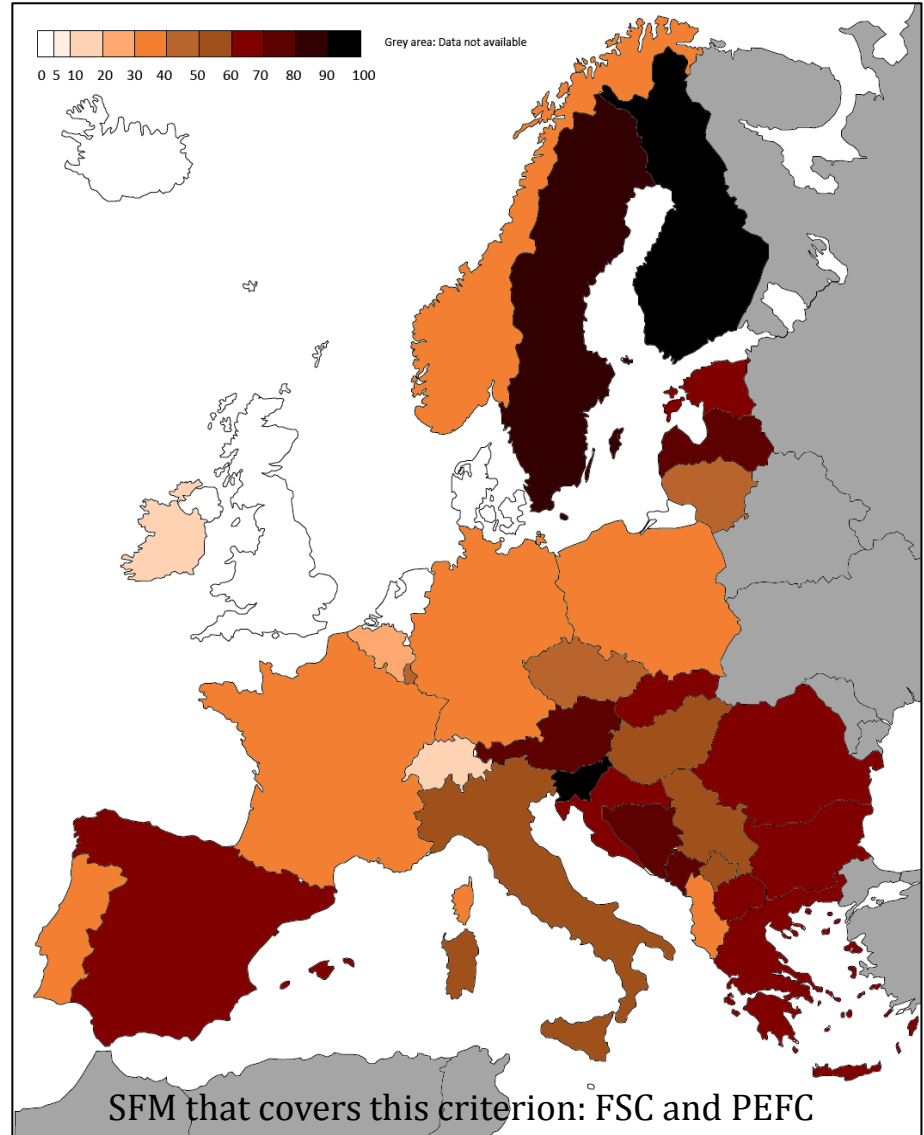 Grey area: Data not available
0 5 10 20 30 40 50 60 70 80 90 100
SFM that covers this criterion: FSC and PEFC